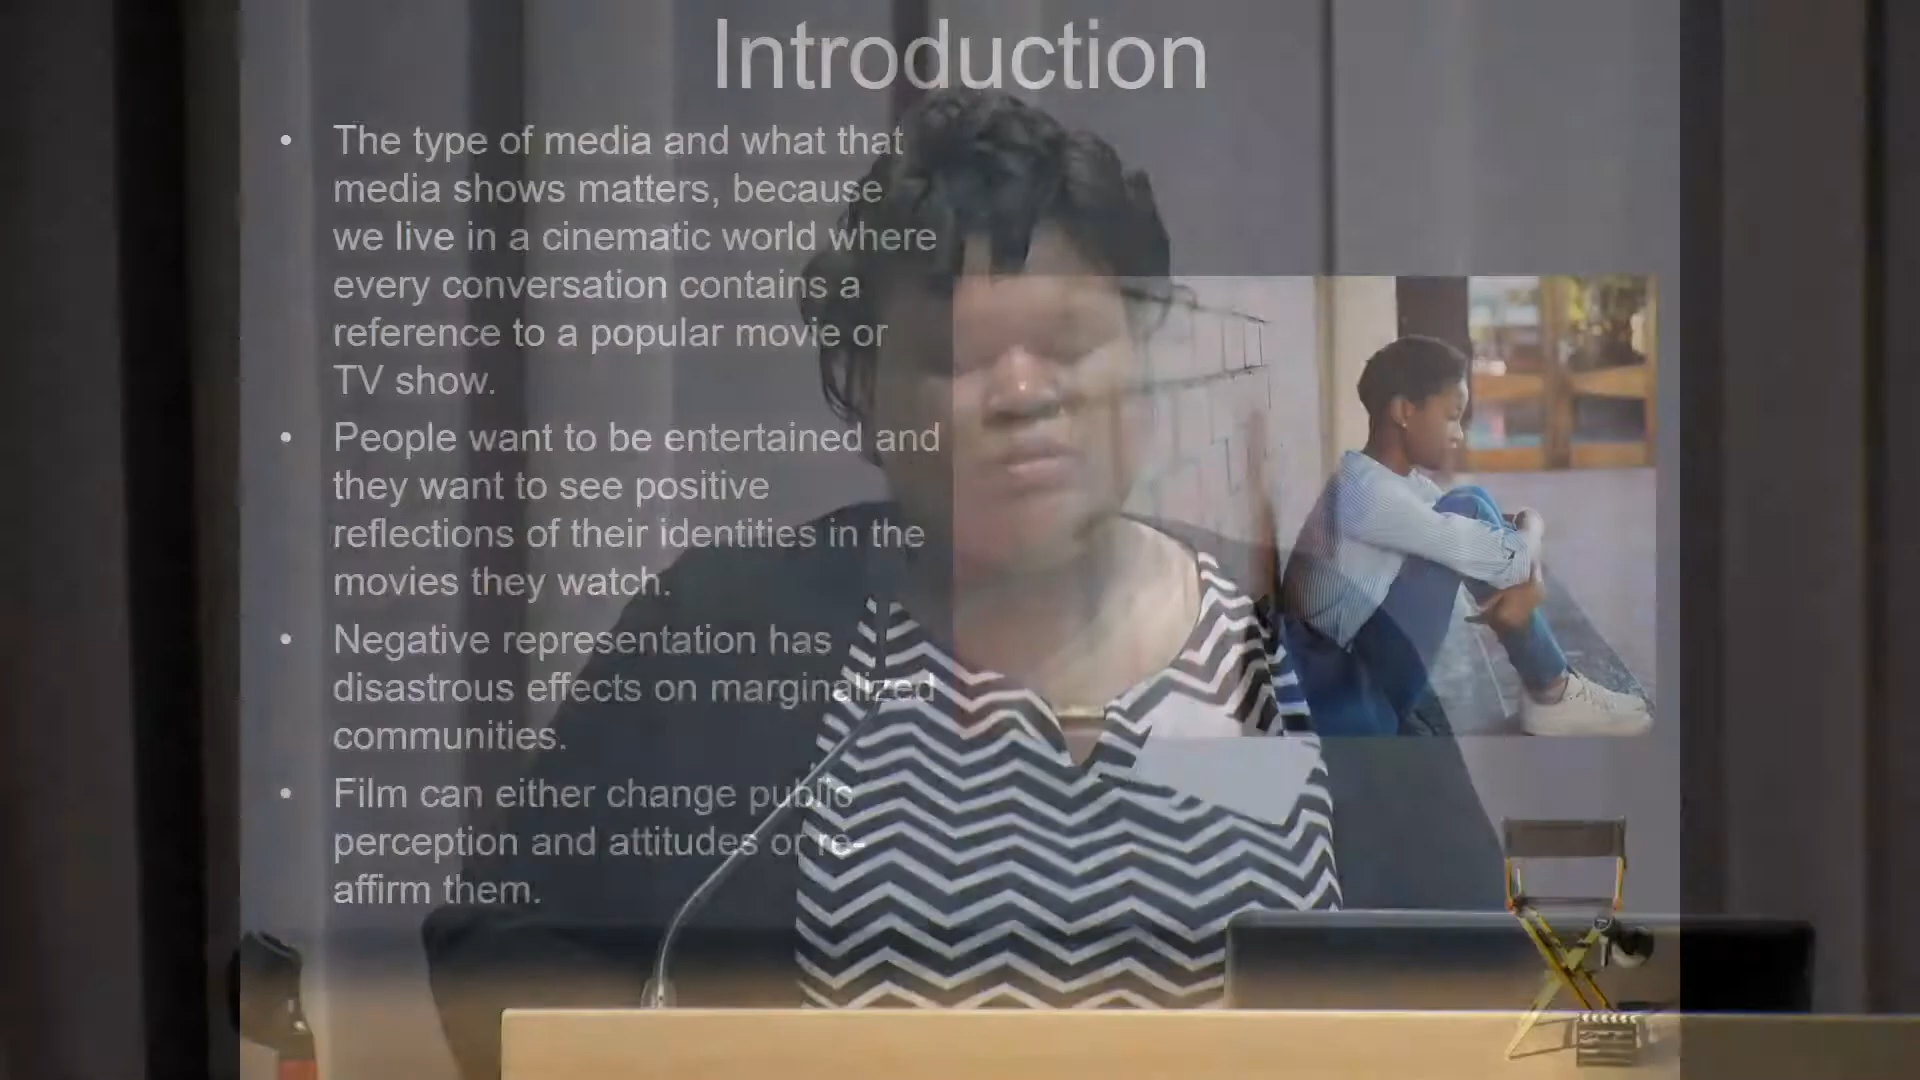 Introduction
• The type of media and what that
media shows matters, because
we live in a cinematic world where
every conversation contains a
reference to a popular movie or
TV show.
• People want to be entertained and
they want to see positive
reflections of their identities in the
movies they watch.
• Negative representation has
disastrous effects on marginalized
communities.
• Film can either change public
perception and attitudes or re-
affirm them.